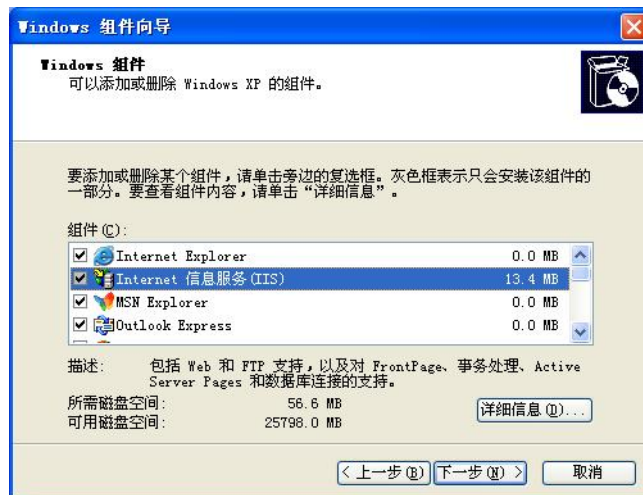 Windows 组件向导
Windows 组件
可以添加或删除 Windows XP 的组件。
要添加或删除某个组件，请单击旁边的复选框。灰色框表示只会安装该组件的
一部分。要查看组件内容，请单击“详细信息”。
组件(C):
Internet Explorer 0.0 MB
Internet 信息服务(IIS) 13.4 MB
MSN Explorer 0.0 MB
Outlook Express 0.0 MB
描述: 包括 Web 和 FTP 支持，以及对 FrontPage、事务处理、Active
Server Pages 和数据库连接的支持。
所需磁盘空间: 56.6 MB
可用磁盘空间: 25798.0 MB
详细信息(D)...
< 上一步(B) 下一步(N) > 取消